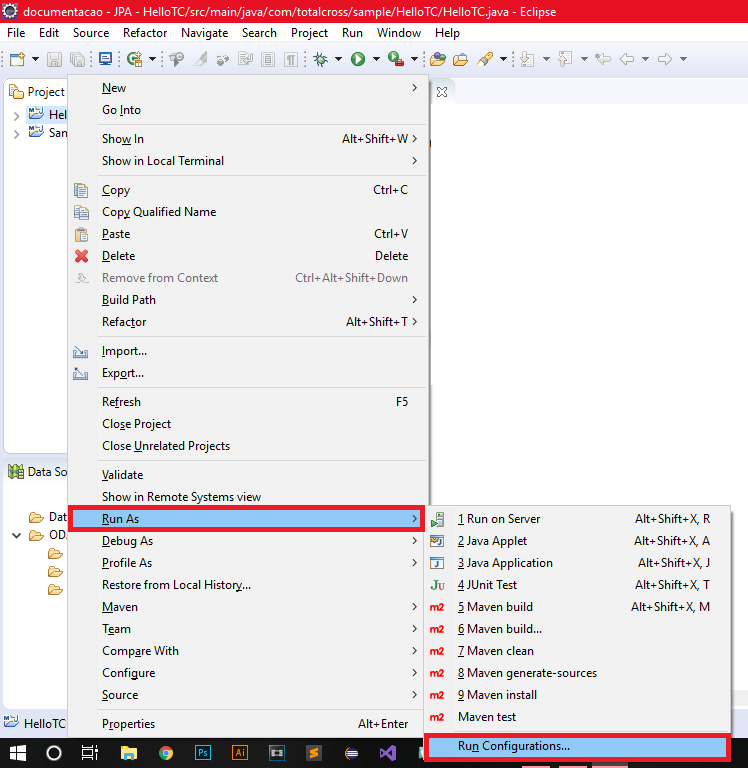 documentacao - JPA - HelloTC/src/main/java/com/totalcross/sample/HelloTC/HelloTC.java - Eclipse
File Edit Source Refactor Navigate Search Project Run Window Help
Project
Hel
San
New
Go Into
Show In Alt+Shift+W
Show in Local Terminal
Copy Ctrl+C
Copy Qualified Name
Paste Ctrl+V
Delete Delete
Remove from Context Ctrl+Alt+Shift+Down
Build Path
Refactor Alt+Shift+T
Import...
Export...
Refresh F5
Close Project
Close Unrelated Projects
Data So
Validate
Show in Remote Systems view
Dat
Run As
1 Run on Server Alt+Shift+X, R
OD
Debug As
2 Java Applet Alt+Shift+X, A
Profile As
3 Java Application Alt+Shift+X, J
Restore from Local History...
Ju 4 JUnit Test Alt+Shift+X, T
Maven
m2 5 Maven build Alt+Shift+X, M
Team
m2 6 Maven build...
Compare With
m2 7 Maven clean
Configure
m2 8 Maven generate-sources
Source
m2 9 Maven install
m2 Maven test
HelloTC
Properties Alt+Enter
Run Configurations...
Ps Ai S